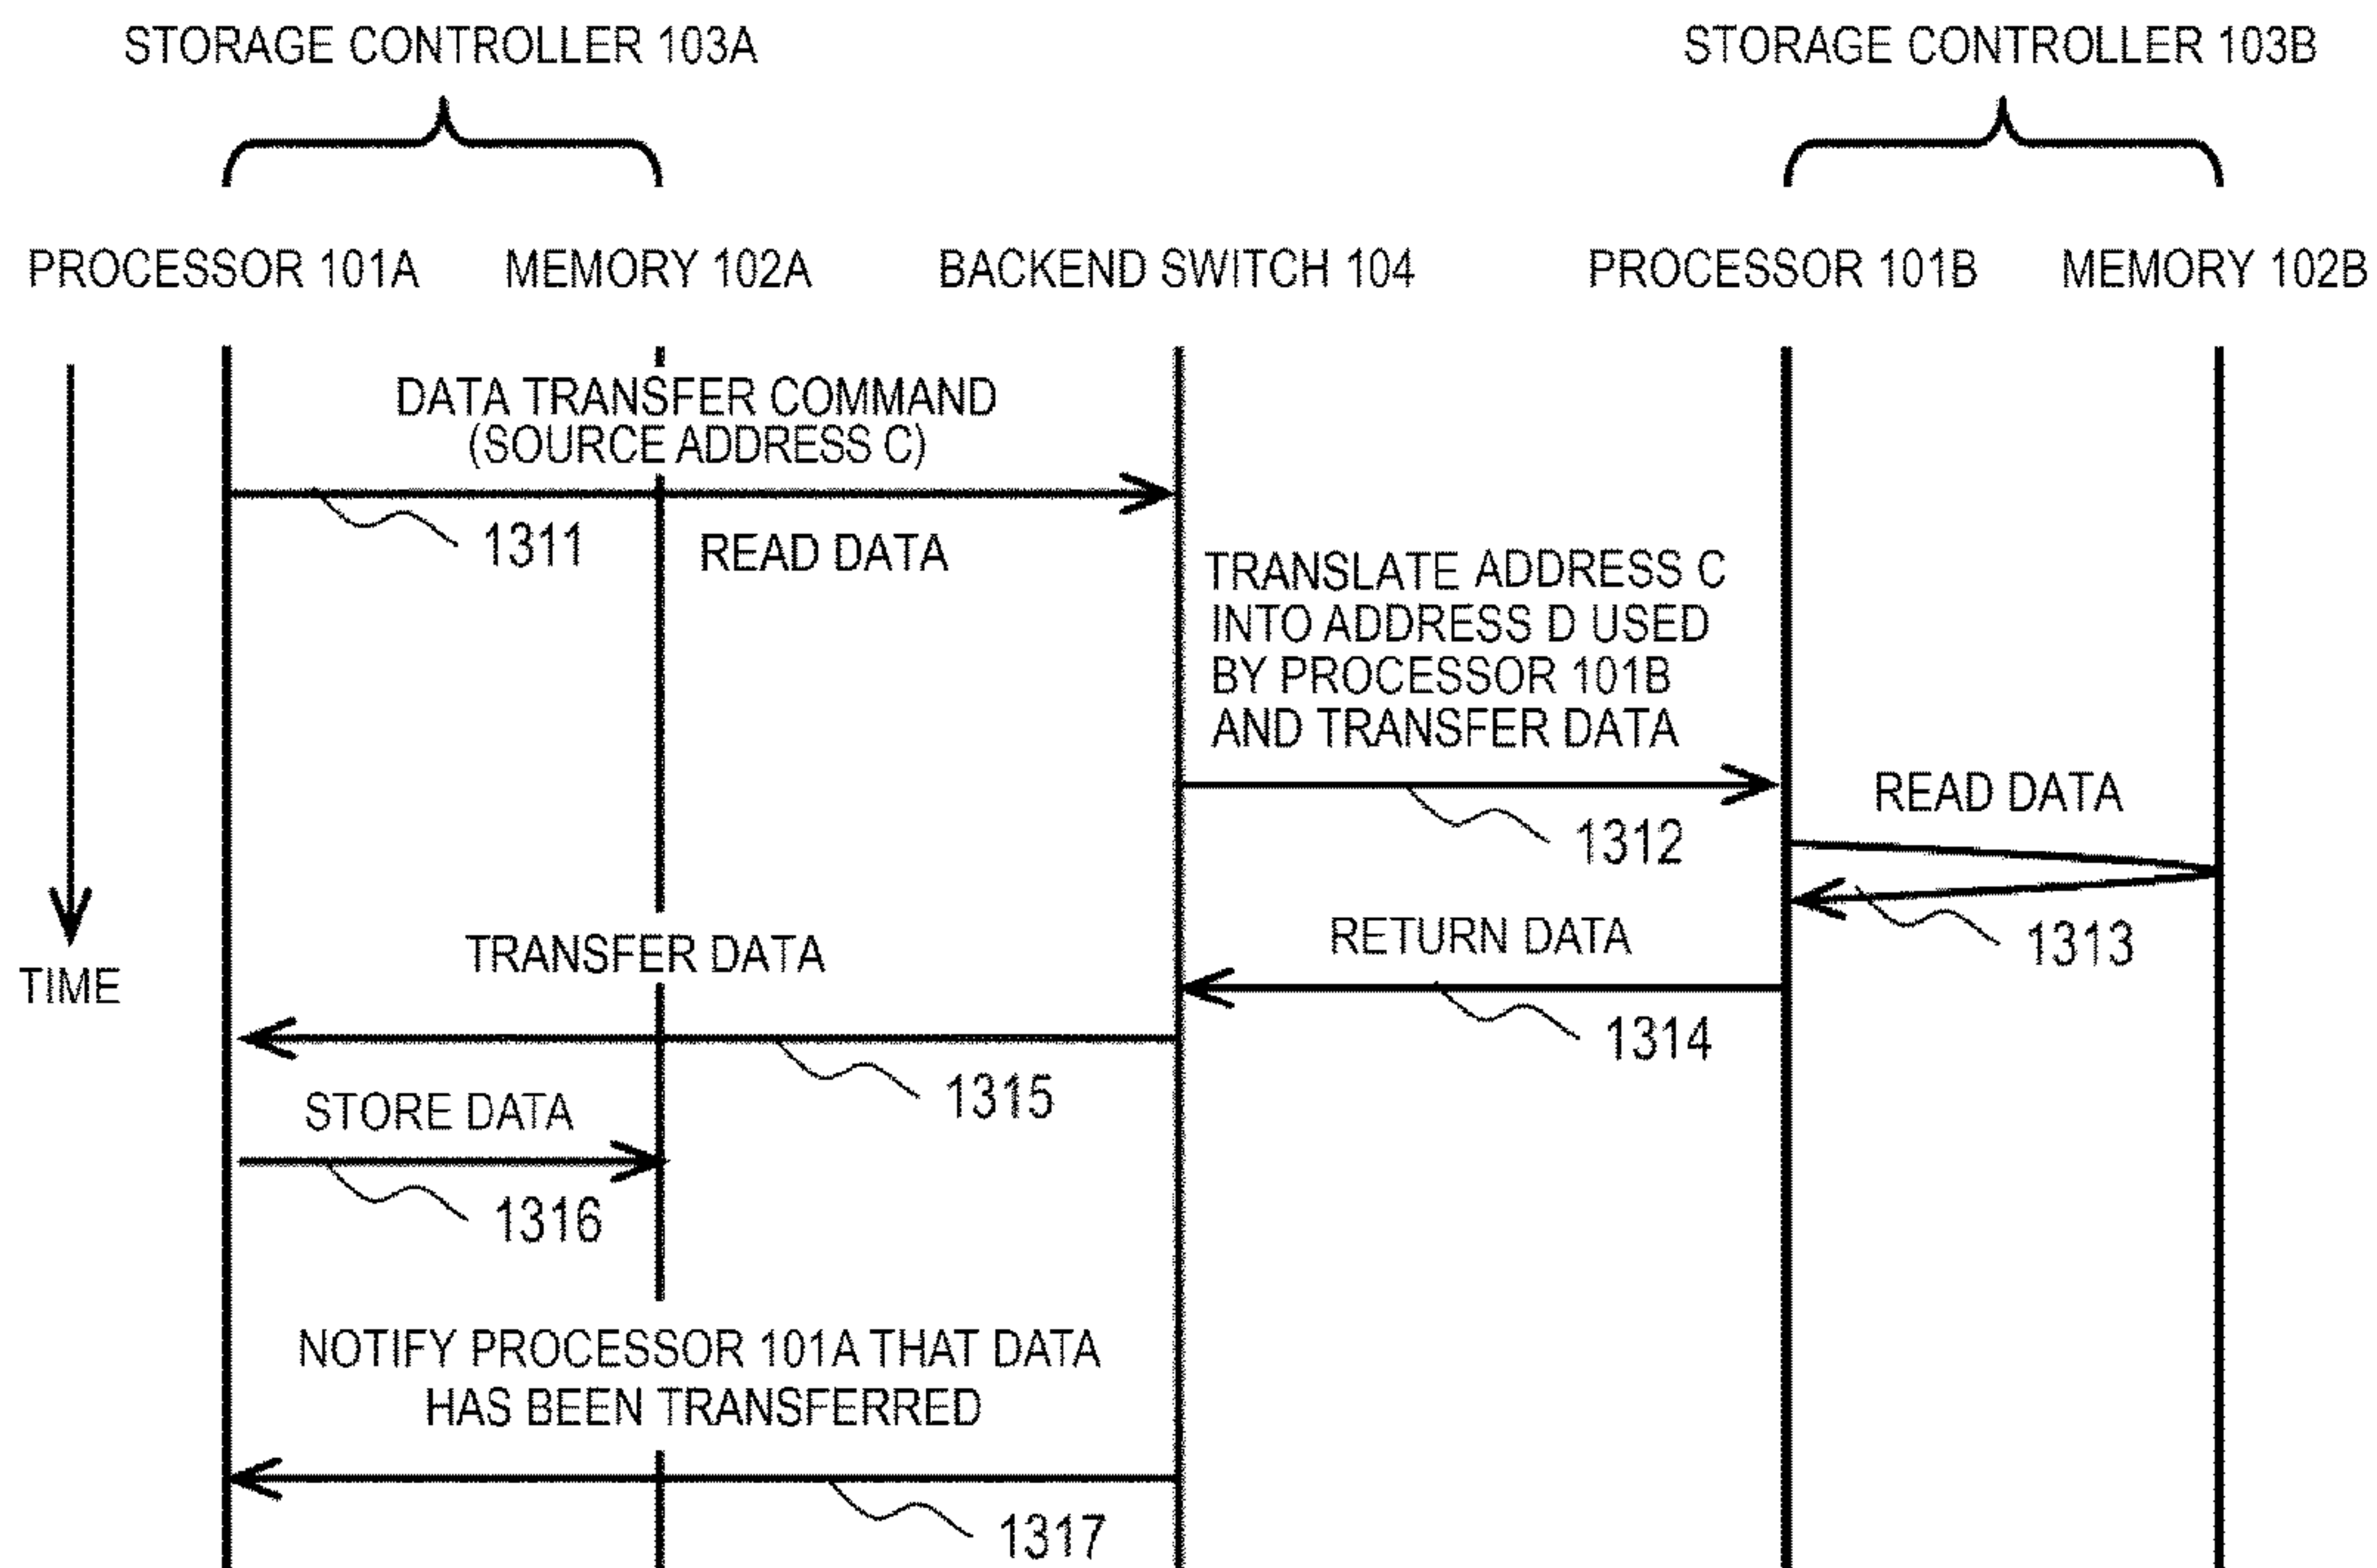 STORAGE CONTROLLER 103A
STORAGE CONTROLLER 103B
PROCESSOR 101A
MEMORY 102A
BACKEND SWITCH 104
PROCESSOR 101B
MEMORY 102B
DATA TRANSFER COMMAND
(SOURCE ADDRESS C)
1311
READ DATA
TRANSLATE ADDRESS C
INTO ADDRESS D USED
BY PROCESSOR 101B
AND TRANSFER DATA
1312
READ DATA
1313
RETURN DATA
1314
TRANSFER DATA
TIME
1315
STORE DATA
1316
NOTIFY PROCESSOR 101A THAT DATA
HAS BEEN TRANSFERRED
1317